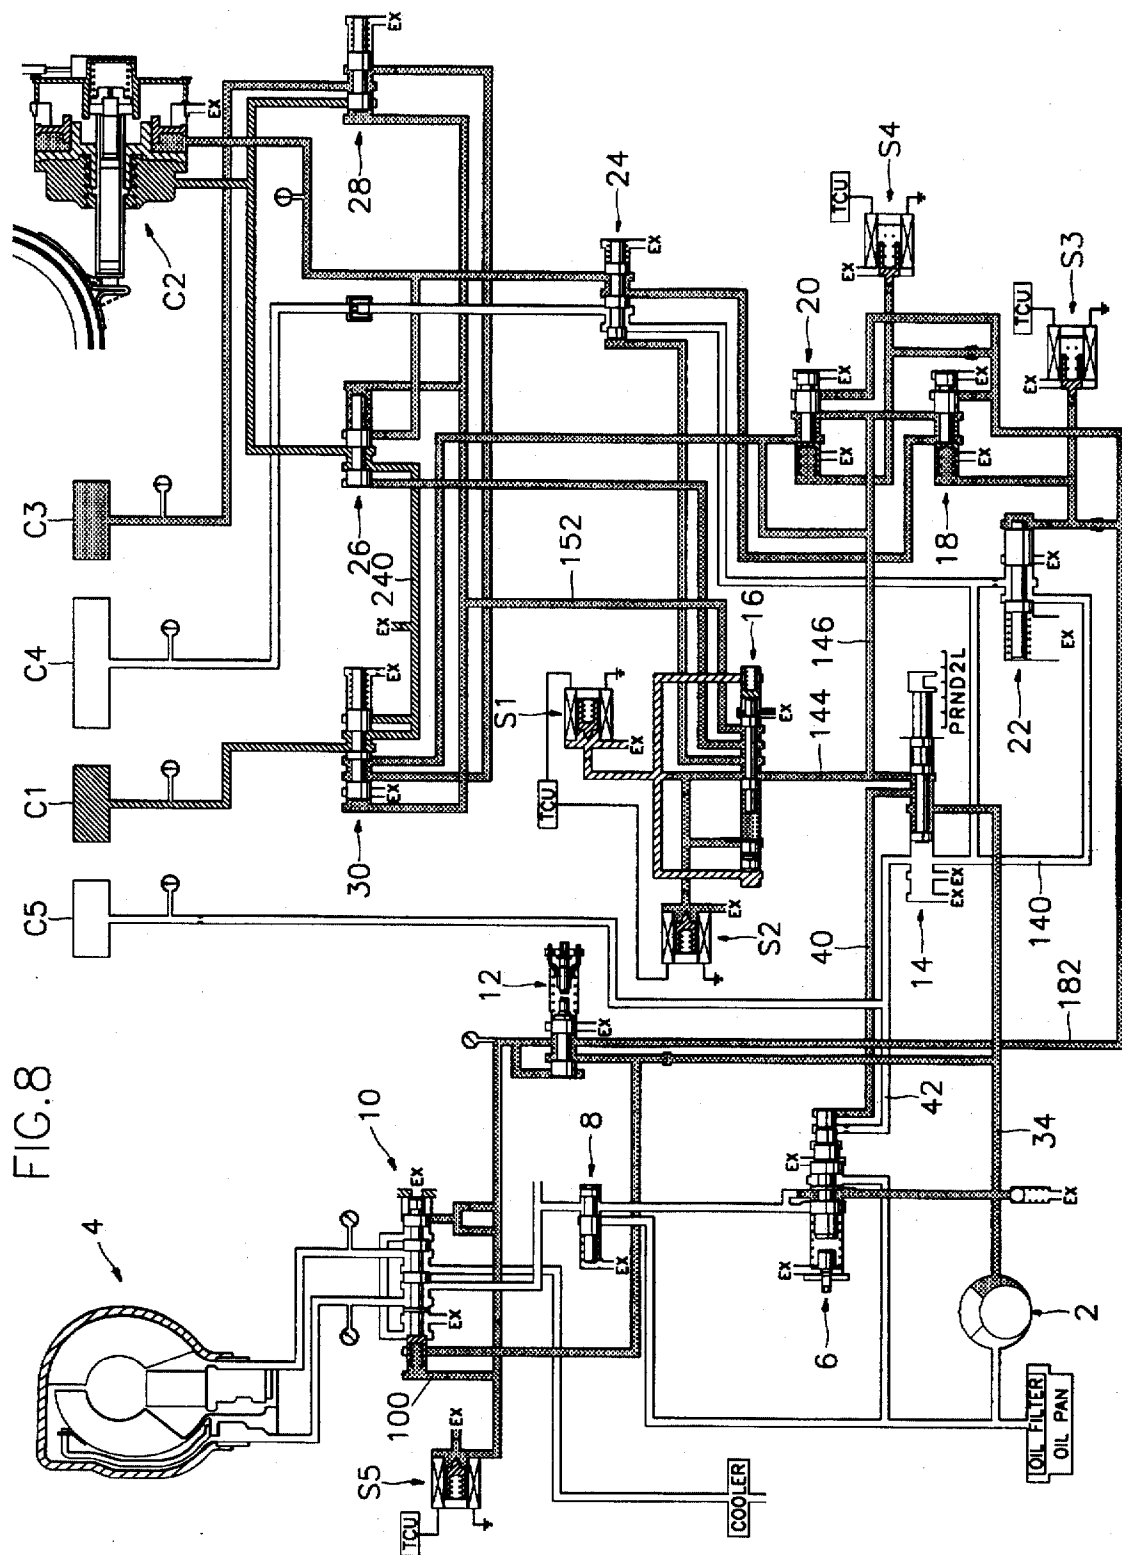 FIG.8
EX
C2
EX
28
24
EX
S4
TCU
EX
20
S3
TCU
EX
EX
EX
EX
EX
18
C3
26
240
152
C4
EX
EX
16
S1
EX
EX
TCU
146
144
PRND2L
22
EX
EX
C1
30
EX
C5
S2
EX
TCU
12
EX
40
14
EX
EX
140
182
10
EX
8
EX
42
34
EX
EX
EX
6
2
4
EX
100
EX
S5
TCU
COOLER
OIL FILTER
OIL PAN